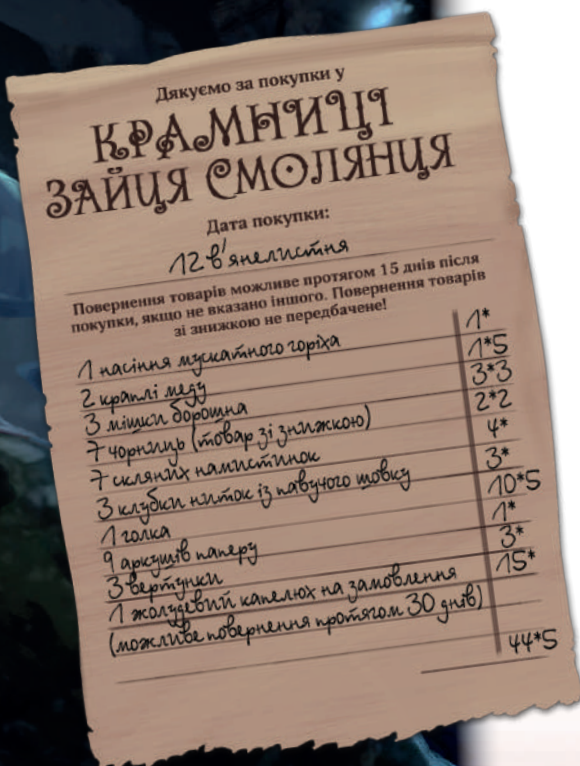 Дякуємо за покупки у
КРАМНИЦІ
ЗАЙЦЯ СМОЛЯНЦЯ
Дата покупки:
12 в'янелистня
Повернення товарів можливе протягом 15 днів після
покупки, якщо не вказано іншого. Повернення товарів
зі знижкою не передбачене!
1 насіння мускатного горіха 1*
2 краплі меду 1*5
3 мішки борошна 3*3
7 чорнил (товар зі знижкою) 2*2
7 скляних намистинок 4*
3 клубки ниток із павучого шовку 3*
1 голка 10*5
9 аркушів паперу 1*
3 вертунки 3*
1 жолудевий капелюх на замовлення 15*
(можливе повернення протягом 30 днів)
44*5